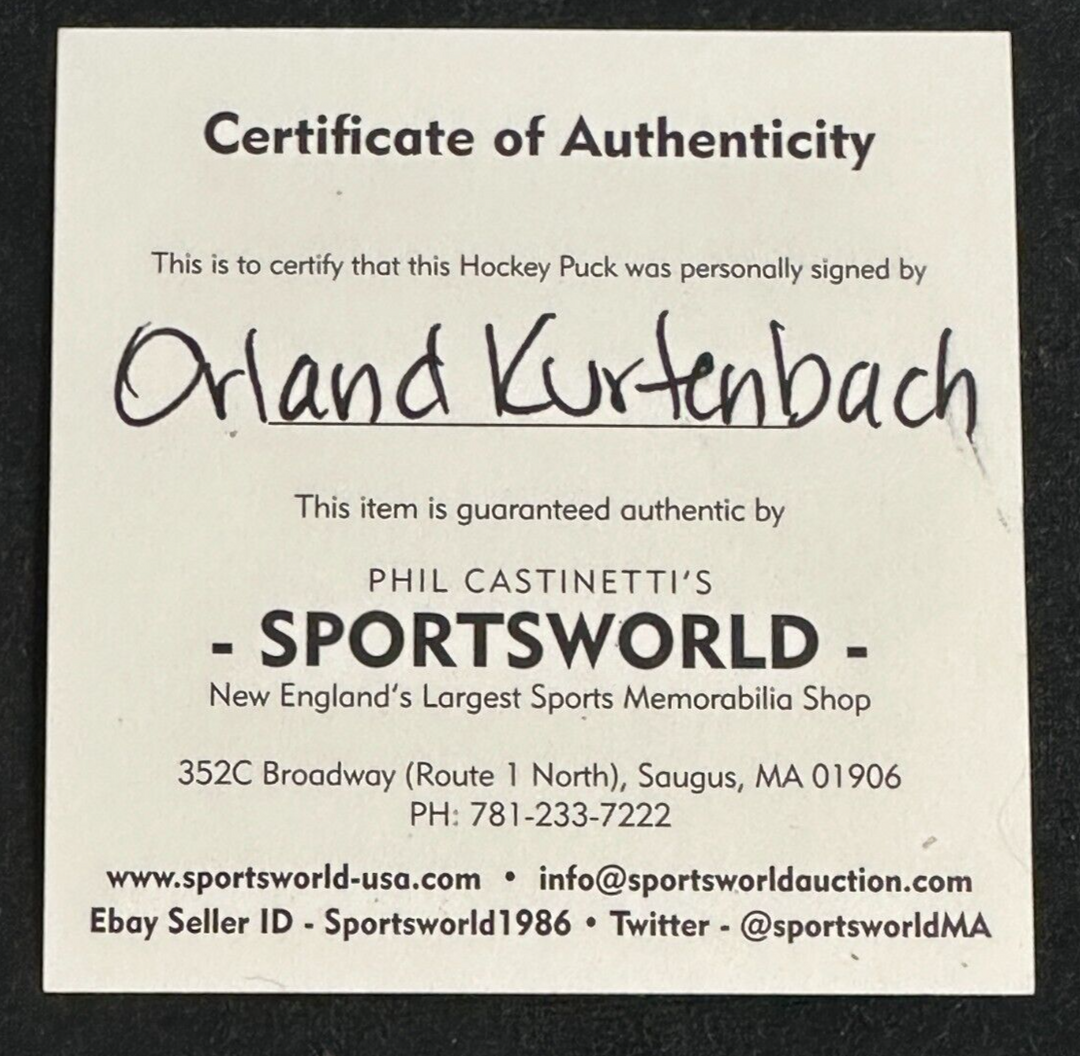 Certificate of Authenticity
This is to certify that this Hockey Puck was personally signed by
Orland Kurtenbach
This item is guaranteed authentic by
PHIL CASTINETTI'S
- SPORTSWORLD -
New England's Largest Sports Memorabilia Shop
352C Broadway (Route 1 North), Saugus, MA 01906
PH: 781-233-7222
www.sportsworld-usa.com • info@sportsworldauction.com
Ebay Seller ID - Sportsworld1986 • Twitter - @sportsworldMA